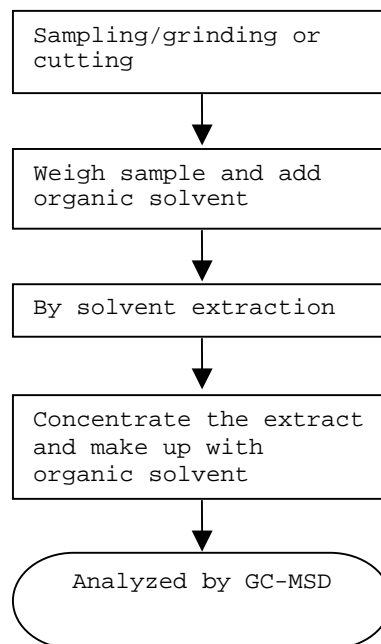 Sampling/grinding or
cutting
Weigh sample and add
organic solvent
By solvent extraction
Concentrate the extract
and make up with
organic solvent
Analyzed by GC-MSD